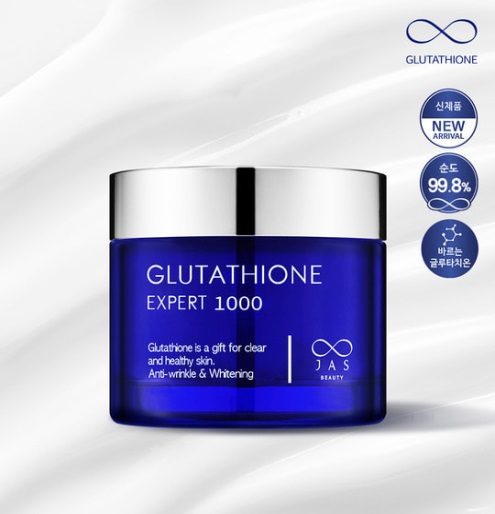 GLUTATHIONE
신제품
NEW
ARRIVAL
순도
99.8%
바르는
글루타치온
GLUTATHIONE
EXPERT 1000
Glutathione is a gift for clear
and healthy skin.
Anti-wrinkle & Whitening
JAS
BEAUTY